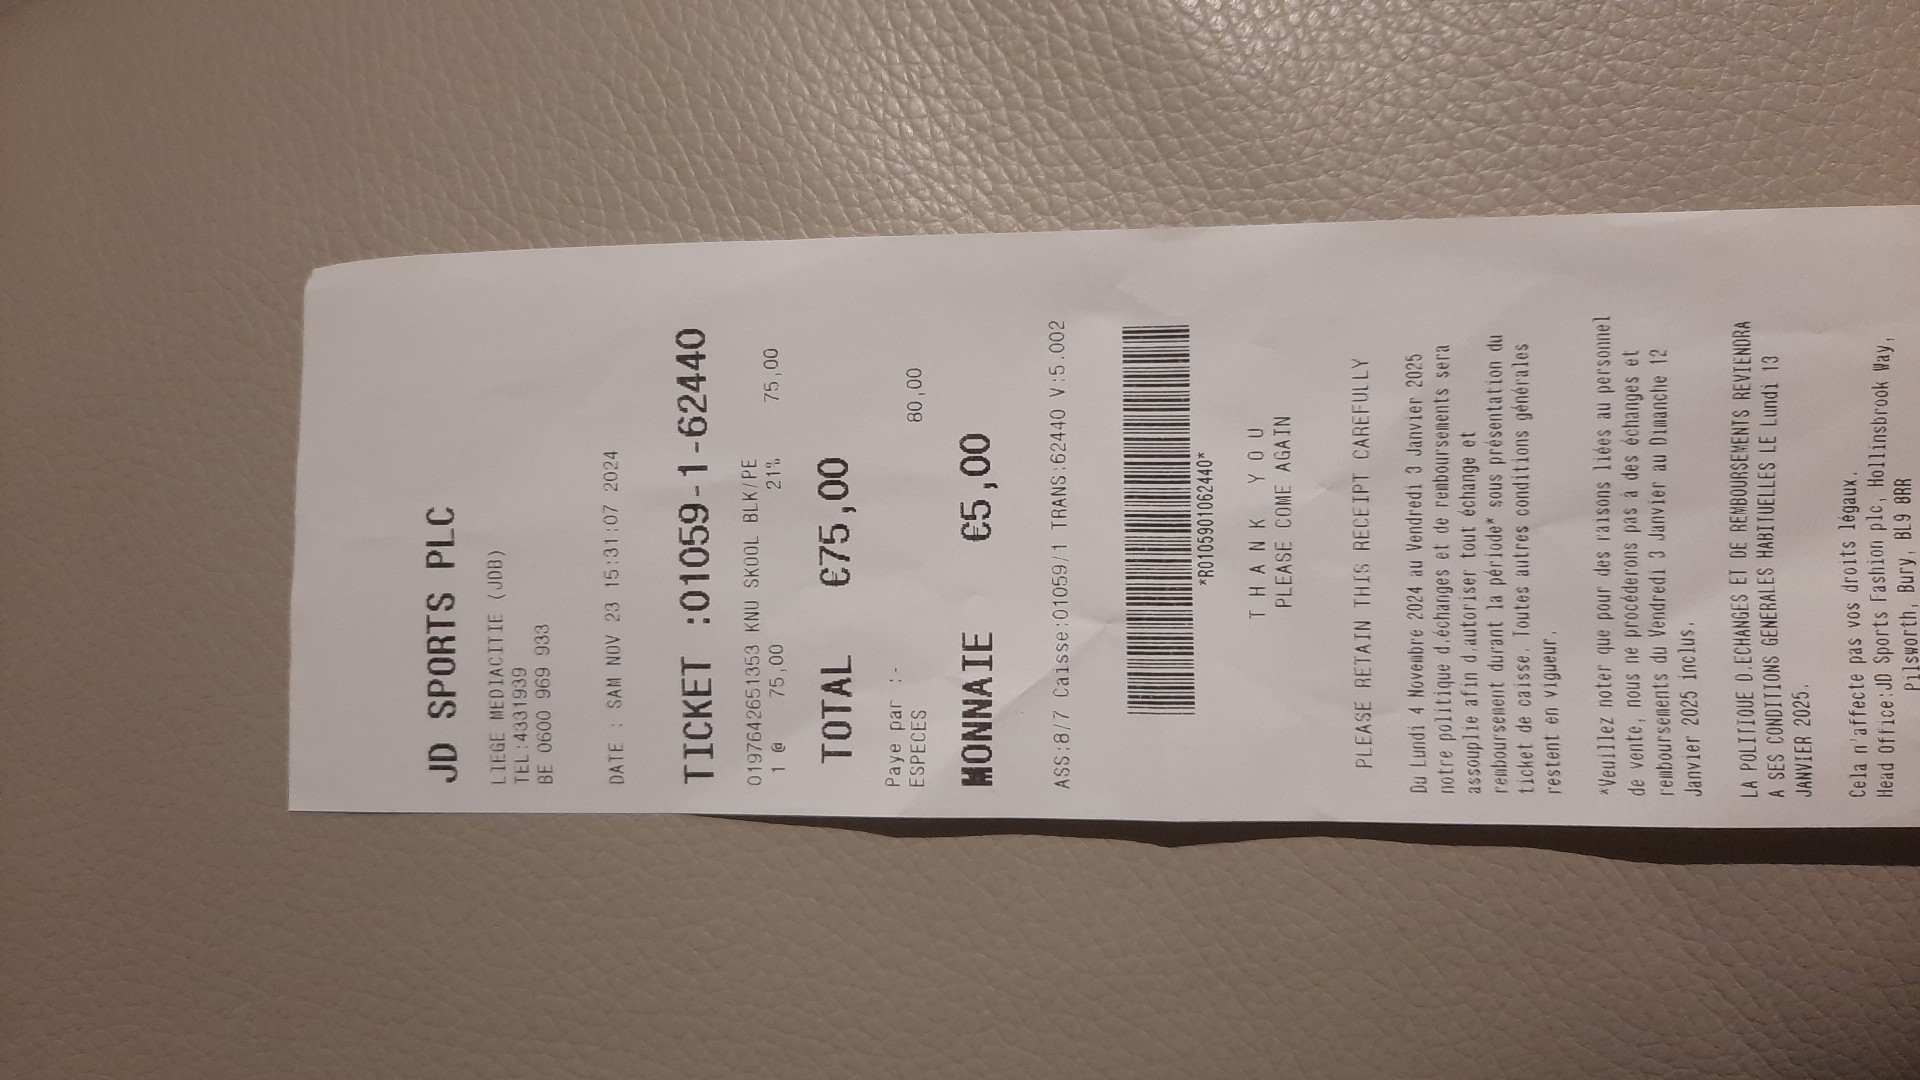 JD SPORTS PLC
LIEGE MEDIACITIE (JDB)
TEL:4331939
BE 0600 969 933
DATE : SAM NOV 23 15:31:07 2024
TICKET :01059-1-62440
0197642651353 KNU SKOOL BLK/PE
1 @ 75,00 21% 75,00
TOTAL €75,00
Paye par :-
ESPECES 80,00
MONNAIE €5,00
ASS:8/7 Caisse:01059/1 TRANS:62440 V:5.002
*R0105901062440*
T H A N K Y O U
PLEASE COME AGAIN
PLEASE RETAIN THIS RECEIPT CAREFULLY
Du Lundi 4 Novembre 2024 au Vendredi 3 Janvier 2025
notre politique d.échanges et de remboursements sera
assouplie afin d.autoriser tout échange et
remboursement durant la période* sous présentation du
ticket de caisse. Toutes autres conditions générales
restent en vigueur.
*Veuillez noter que pour des raisons liées au personnel
de vente, nous ne procéderons pas à des échanges et
remboursements du Vendredi 3 Janvier au Dimanche 12
Janvier 2025 inclus.
LA POLITIQUE D.ECHANGES ET DE REMBOURSEMENTS REVIENDRA
A SES CONDITIONS GENERALES HABITUELLES LE Lundi 13
JANVIER 2025.
Cela n'affecte pas vos droits légaux.
Head Office:JD Sports Fashion plc, Hollinsbrook Way,
Pilsworth, Bury, BL9 8RR